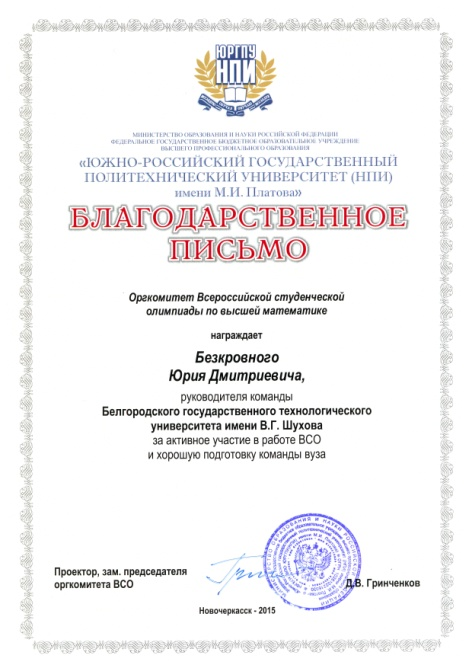 ЮРГПУ
НПИ
МИНИСТЕРСТВО ОБРАЗОВАНИЯ И НАУКИ РОССИЙСКОЙ ФЕДЕРАЦИИ
ФЕДЕРАЛЬНОЕ ГОСУДАРСТВЕННОЕ БЮДЖЕТНОЕ ОБРАЗОВАТЕЛЬНОЕ УЧРЕЖДЕНИЕ
ВЫСШЕГО ПРОФЕССИОНАЛЬНОГО ОБРАЗОВАНИЯ
«ЮЖНО-РОССИЙСКИЙ ГОСУДАРСТВЕННЫЙ
ПОЛИТЕХНИЧЕСКИЙ УНИВЕРСИТЕТ (НПИ)
имени М.И. Платова»
БЛАГОДАРСТВЕННОЕ
ПИСЬМО
Оргкомитет Всероссийской студенческой
олимпиады по высшей математике
награждает
Безкровного
Юрия Дмитриевича,
руководителя команды
Белгородского государственного технологического
университета имени В.Г. Шухова
за активное участие в работе ВСО
и хорошую подготовку команды вуза
Проректор, зам. председателя
оргкомитета ВСО
Д.В. Гринченков
Новочеркасск - 2015